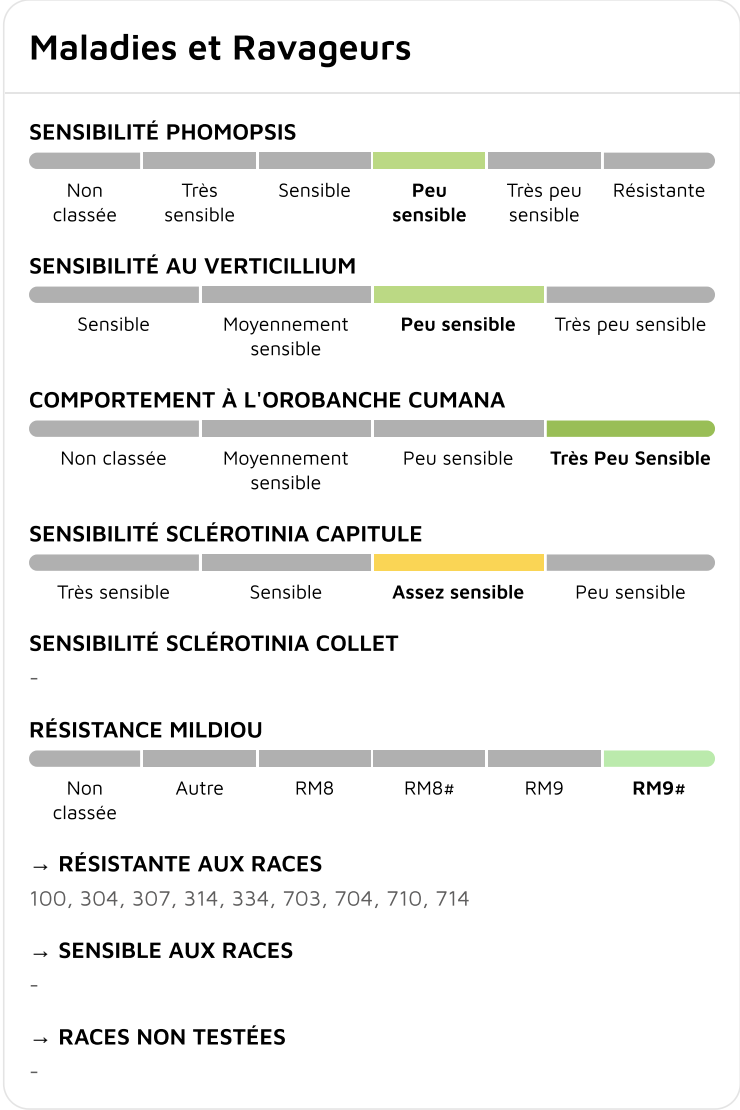 Maladies et Ravageurs
SENSIBILITÉ PHOMOPSIS
Non classée
Très sensible
Sensible
Peu sensible
Très peu sensible
Résistante
SENSIBILITÉ AU VERTICILLIUM
Sensible
Moyennement sensible
Peu sensible
Très peu sensible
COMPORTEMENT À L'OROBANCHE CUMANA
Non classée
Moyennement sensible
Peu sensible
Très Peu Sensible
SENSIBILITÉ SCLÉROTINIA CAPITULE
Très sensible
Sensible
Assez sensible
Peu sensible
SENSIBILITÉ SCLÉROTINIA COLLET
-
RÉSISTANCE MILDIOU
Non classée
Autre
RM8
RM8#
RM9
RM9#
→ RÉSISTANTE AUX RACES
100, 304, 307, 314, 334, 703, 704, 710, 714
→ SENSIBLE AUX RACES
-
→ RACES NON TESTÉES
-